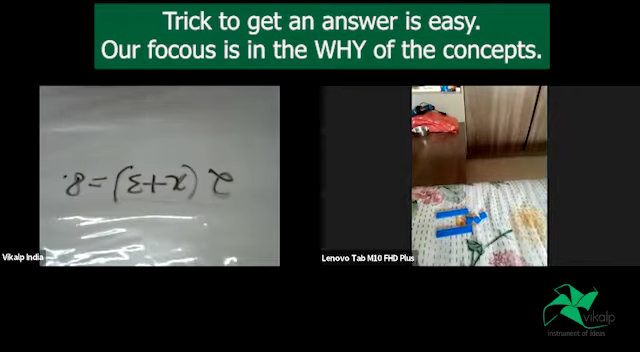 Trick to get an answer is easy.
Our focous is in the WHY of the concepts.
2 (x+3) = 8.
Vikalp India
Lenovo Tab M10 FHD Plus
vikalp
instrument of ideas